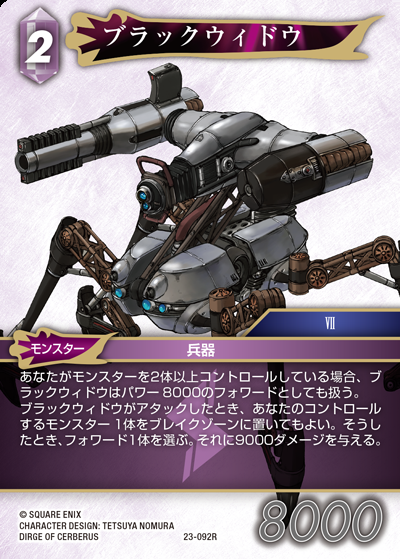 2
ブラックウィドウ
VII
モンスター
兵器
あなたがモンスターを2体以上コントロールしている場合、ブ
ラックウィドウはパワー8000のフォワードとしても扱う。
ブラックウィドウがアタックしたとき、あなたのコントロール
するモンスター1体をブレイクゾーンに置いてもよい。そうし
たとき、フォワード1体を選ぶ。それに9000ダメージを与える。
© SQUARE ENIX
CHARACTER DESIGN: TETSUYA NOMURA
DIRGE OF CERBERUS
23-092R
8000